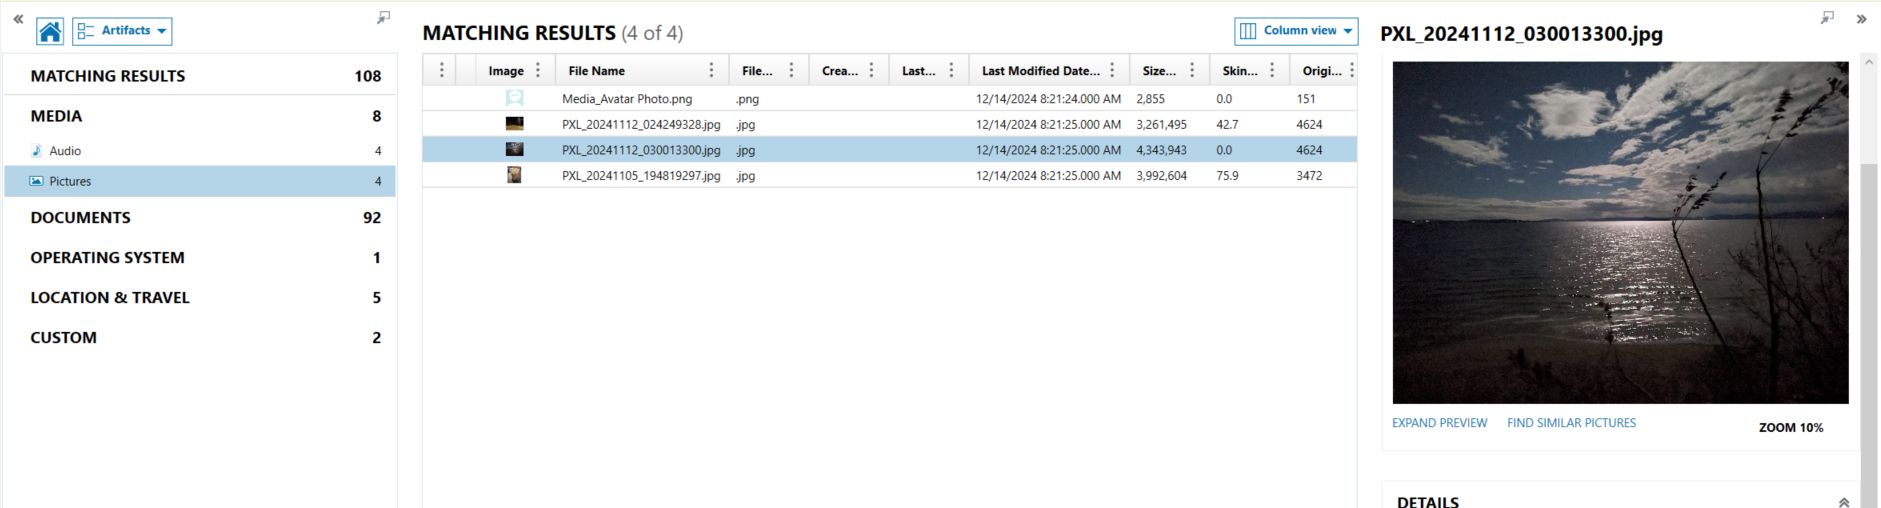 Artifacts
MATCHING RESULTS 108
MEDIA 8
Audio 4
Pictures 4
DOCUMENTS 92
OPERATING SYSTEM 1
LOCATION & TRAVEL 5
CUSTOM 2
MATCHING RESULTS (4 of 4)
Column view
Image File Name File... Crea... Last... Last Modified Date... Size... Skin... Origi...
Media_Avatar Photo.png .png 12/14/2024 8:21:24.000 AM 2,855 0.0 151
PXL_20241112_024249328.jpg .jpg 12/14/2024 8:21:25.000 AM 3,261,495 42.7 4624
PXL_20241112_030013300.jpg .jpg 12/14/2024 8:21:25.000 AM 4,343,943 0.0 4624
PXL_20241105_194819297.jpg .jpg 12/14/2024 8:21:25.000 AM 3,992,604 75.9 3472
PXL_20241112_030013300.jpg
EXPAND PREVIEW FIND SIMILAR PICTURES
ZOOM 10%
DETAILS